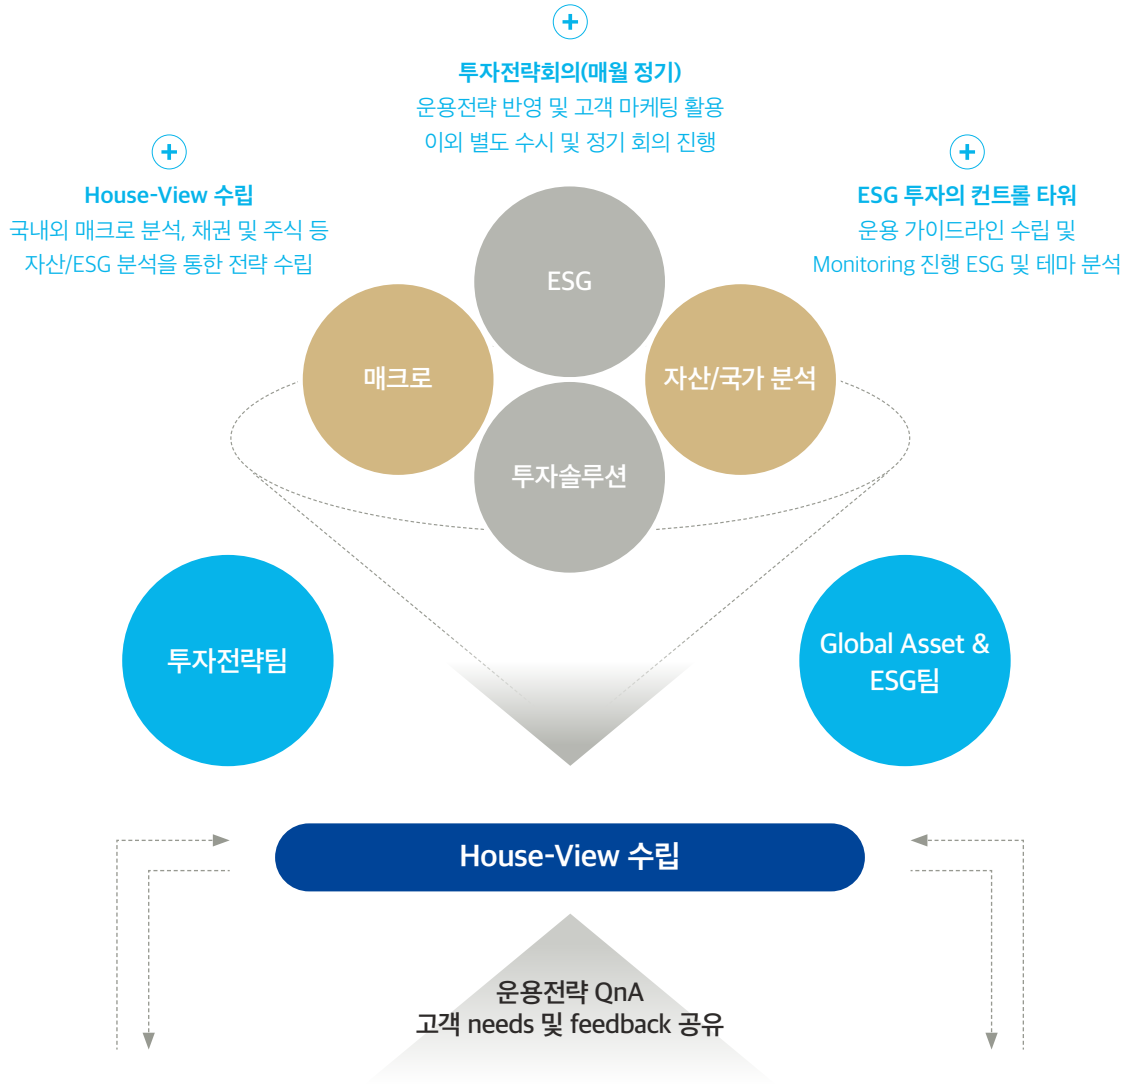 투자전략회의(매월 정기)
운용전략 반영 및 고객 마케팅 활용
이외 별도 수시 및 정기 회의 진행
House-View 수립
국내외 매크로 분석, 채권 및 주식 등
자산/ESG 분석을 통한 전략 수립
ESG 투자의 컨트롤 타워
운용 가이드라인 수립 및
Monitoring 진행 ESG 및 테마 분석
ESG
매크로
자산/국가 분석
투자솔루션
투자전략팀
Global Asset &
ESG팀
House-View 수립
운용전략 QnA
고객 needs 및 feedback 공유